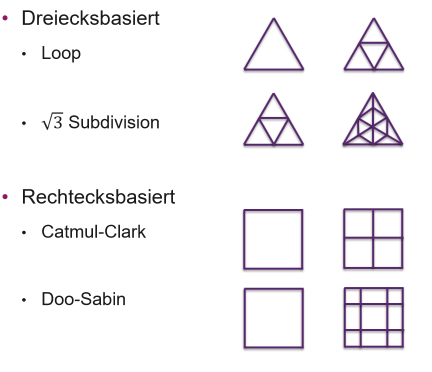 Dreiecksbasiert
Loop
√3 Subdivision
Rechtecksbasiert
Catmul-Clark
Doo-Sabin